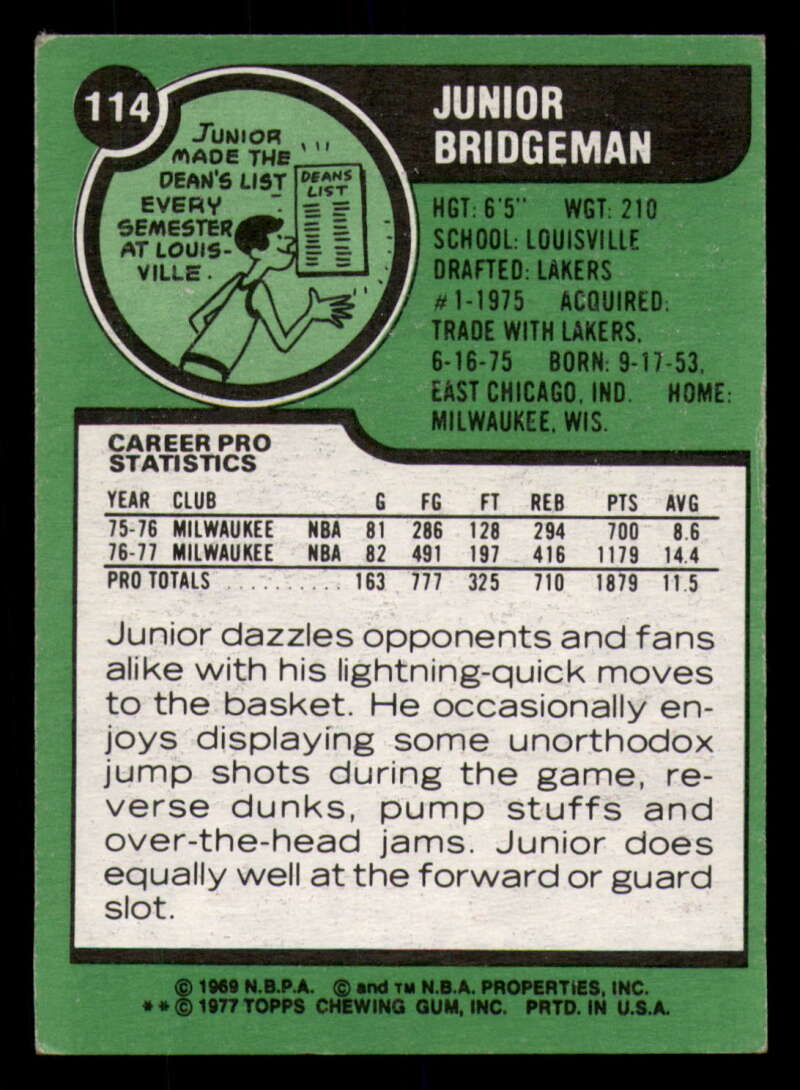 114
JUNIOR
BRIDGEMAN
JUNIOR
MADE THE
DEAN'S LIST
EVERY
SEMESTER
AT LOUIS-
VILLE.
DEANS
LIST
HGT: 6'5" WGT: 210
SCHOOL: LOUISVILLE
DRAFTED: LAKERS
#1-1975 ACQUIRED:
TRADE WITH LAKERS,
6-16-75 BORN: 9-17-53,
EAST CHICAGO, IND. HOME:
MILWAUKEE, WIS.
CAREER PRO
STATISTICS
YEAR CLUB G FG FT REB PTS AVG
75-76 MILWAUKEE NBA 81 286 128 294 700 8.6
76-77 MILWAUKEE NBA 82 491 197 416 1179 14.4
PRO TOTALS ........... 163 777 325 710 1879 11.5
Junior dazzles opponents and fans
alike with his lightning-quick moves
to the basket. He occasionally en-
joys displaying some unorthodox
jump shots during the game, re-
verse dunks, pump stuffs and
over-the-head jams. Junior does
equally well at the forward or guard
slot.
© 1969 N.B.P.A. © and TM N.B.A. PROPERTIES, INC.
**© 1977 TOPPS CHEWING GUM, INC. PRTD. IN U.S.A.